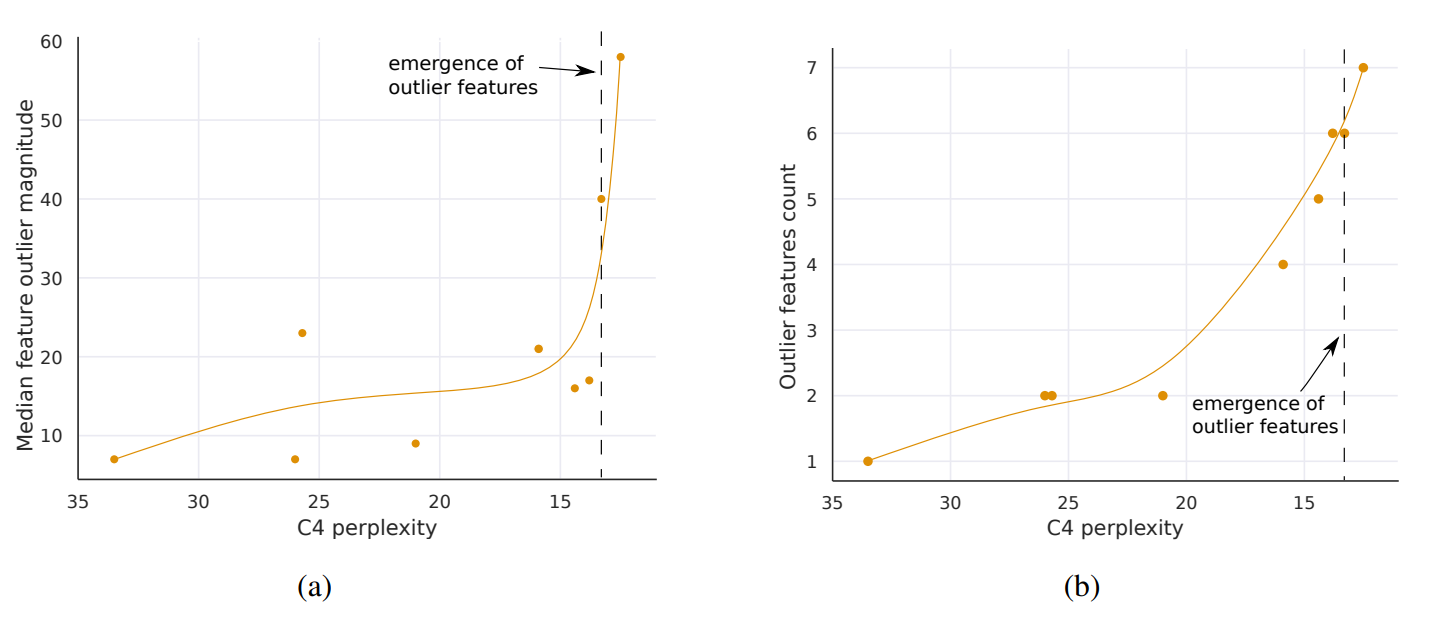 60
50
40
30
20
10
Median feature outlier magnitude
emergence of
outlier features
35 30 25 20 15
C4 perplexity
(a)
7
6
5
4
3
2
1
Outlier features count
emergence of
outlier features
35 30 25 20 15
C4 perplexity
(b)